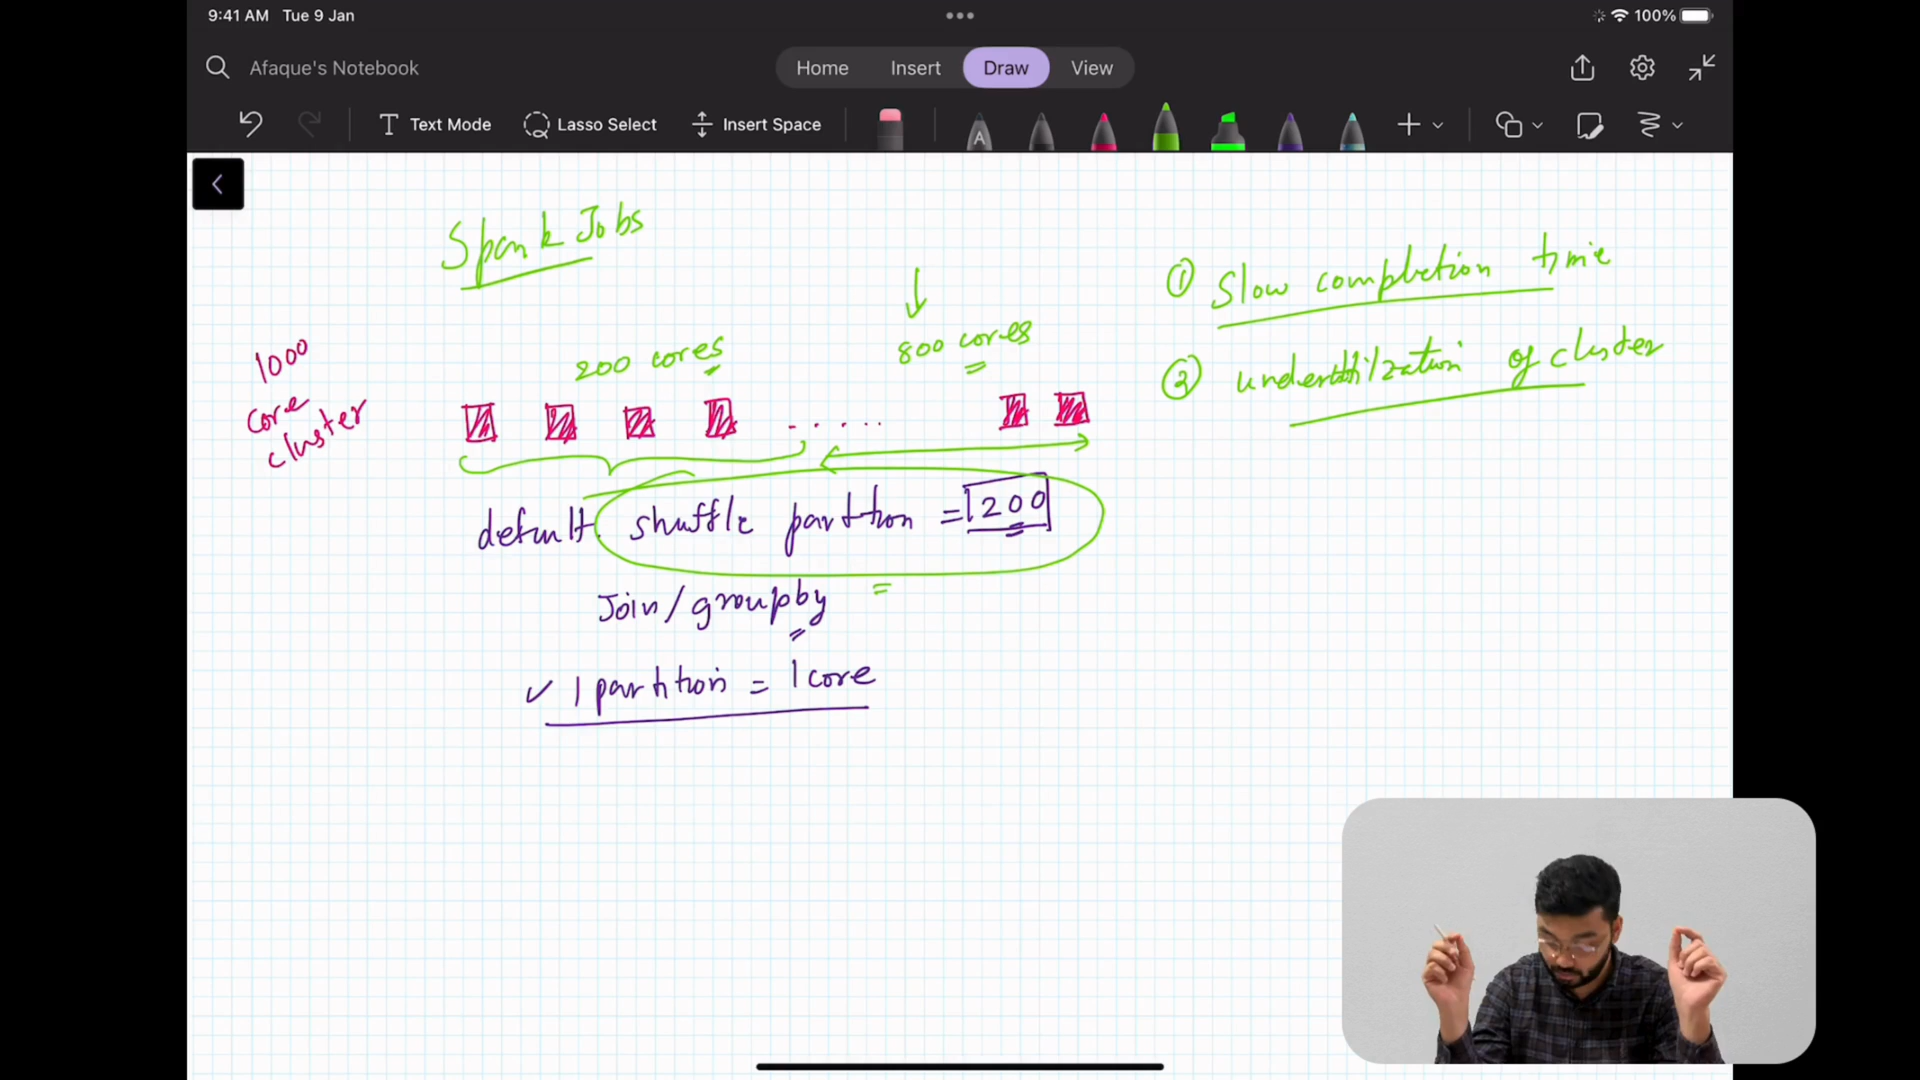 9:41 AM Tue 9 Jan
100%
Afaque's Notebook
Home Insert Draw View
Text Mode Lasso Select Insert Space
A
Spark Jobs
① Slow completion time
② underutilization of cluster
1000
core
cluster
200 cores
800 cores
default shuffle partition = 200
Join/groupby
✓ 1 partition = 1 core